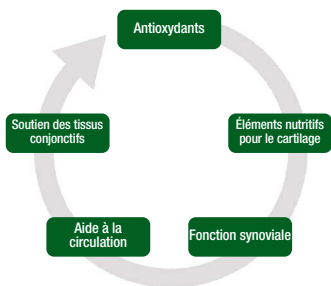 Antioxydants
Éléments nutritifs
pour le cartilage
Fonction synoviale
Aide à la
circulation
Soutien des tissus
conjonctifs